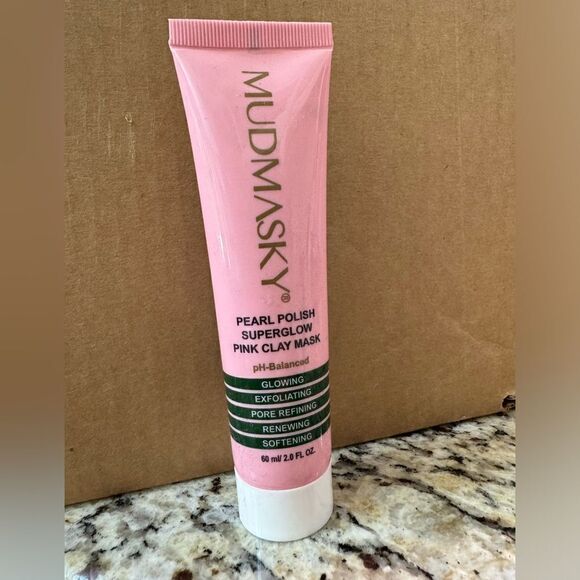 MUDMASKY®
PEARL POLISH
SUPERGLOW
PINK CLAY MASK
pH-Balanced
GLOWING
EXFOLIATING
PORE REFINING
RENEWING
SOFTENING
60 ml/ 2.0 FL OZ.